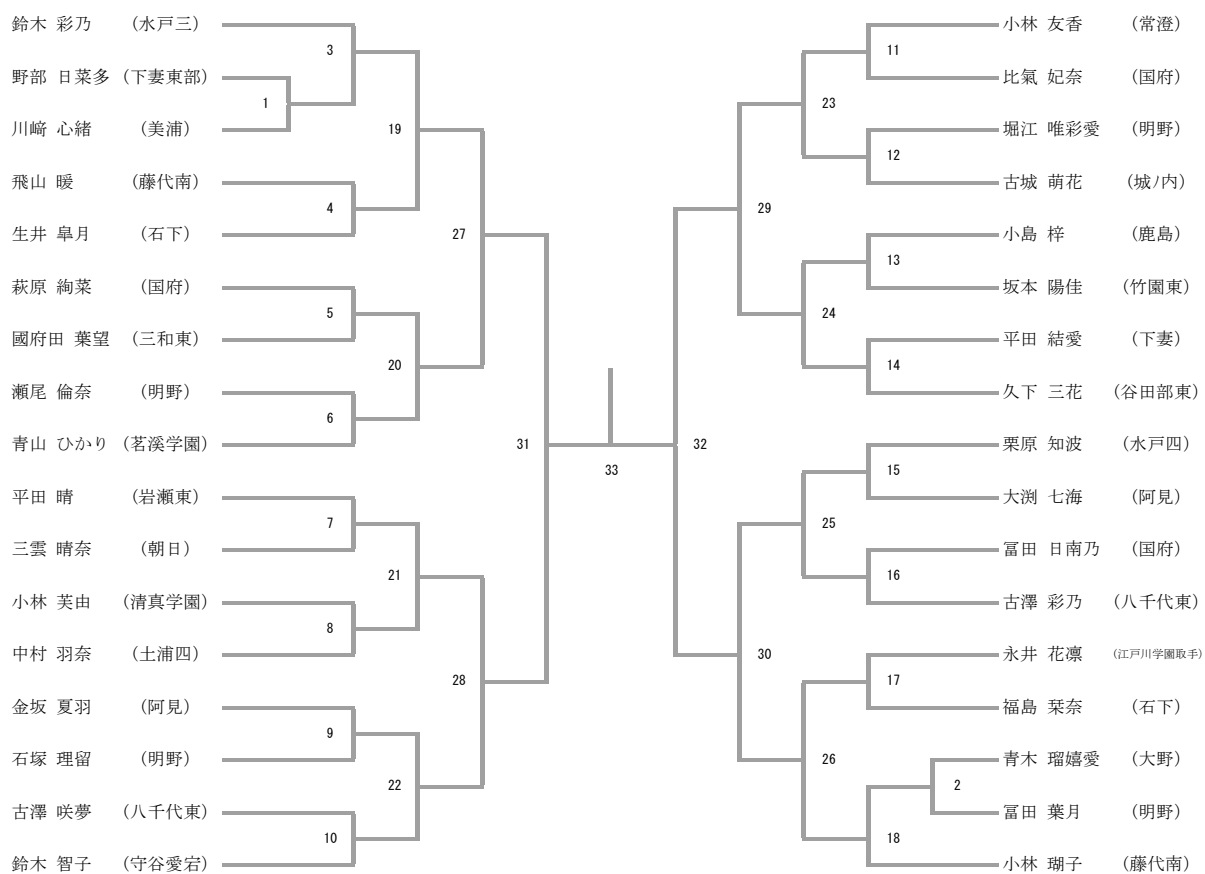 鈴木 彩乃 (水戸三)
3
野部 日菜多 (下妻東部)
1
川﨑 心緒 (美浦)
19
飛山 暖 (藤代南)
4
生井 皐月 (石下)
27
萩原 絢菜 (国府)
5
國府田 葉望 (三和東)
20
瀬尾 倫奈 (明野)
6
青山 ひかり (茗溪学園)
31
平田 晴 (岩瀬東)
7
三雲 晴奈 (朝日)
21
小林 芙由 (清真学園)
8
中村 羽奈 (土浦四)
28
金坂 夏羽 (阿見)
9
石塚 理留 (明野)
22
古澤 咲夢 (八千代東)
10
鈴木 智子 (守谷愛宕)
33
小林 友香 (常澄)
11
比氣 妃奈 (国府)
23
堀江 唯彩愛 (明野)
12
古城 萌花 (城ノ内)
29
小島 梓 (鹿島)
13
坂本 陽佳 (竹園東)
24
平田 結愛 (下妻)
14
久下 三花 (谷田部東)
32
栗原 知波 (水戸四)
15
大渕 七海 (阿見)
25
冨田 日南乃 (国府)
16
古澤 彩乃 (八千代東)
30
永井 花凛 (江戸川学園取手)
17
福島 栞奈 (石下)
26
青木 瑠嬉愛 (大野)
2
冨田 葉月 (明野)
18
小林 瑚子 (藤代南)